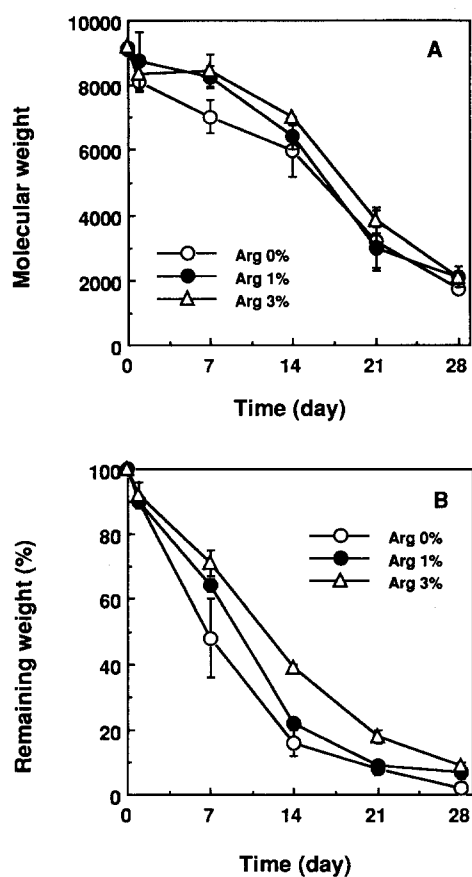 A
10000
8000
6000
4000
2000
0
Molecular weight
Arg 0%
Arg 1%
Arg 3%
0 7 14 21 28
Time (day)
B
100
80
60
40
20
0
Remaining weight (%)
Arg 0%
Arg 1%
Arg 3%
0 7 14 21 28
Time (day)